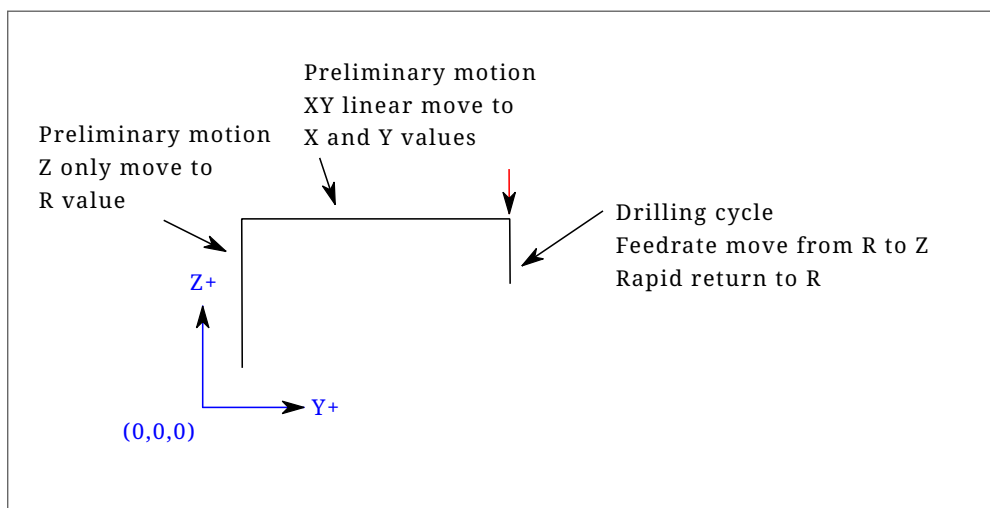 Preliminary motion
XY linear move to
X and Y values
Preliminary motion
Z only move to
R value
Drilling cycle
Feedrate move from R to Z
Rapid return to R
Z+
Y+
(0,0,0)